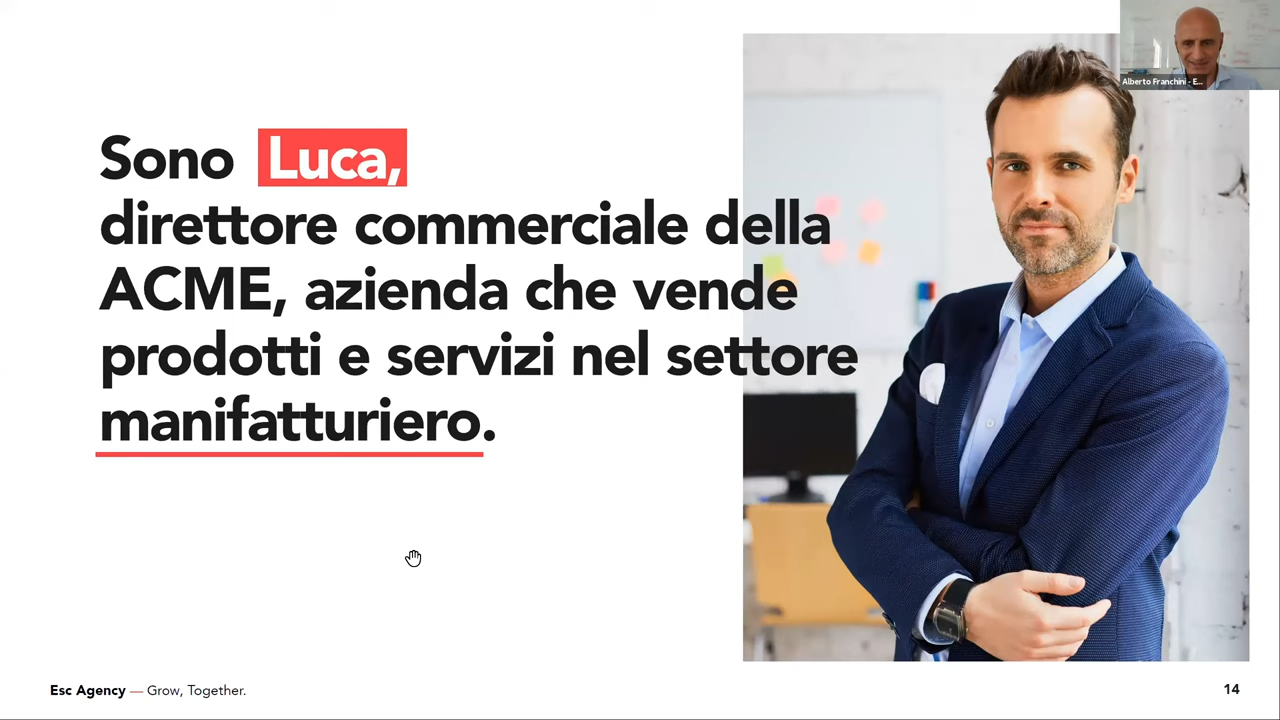 Alberto Franchini - E...
Sono Luca,
direttore commerciale della
ACME, azienda che vende
prodotti e servizi nel settore
manifatturiero.
Esc Agency — Grow, Together.
14